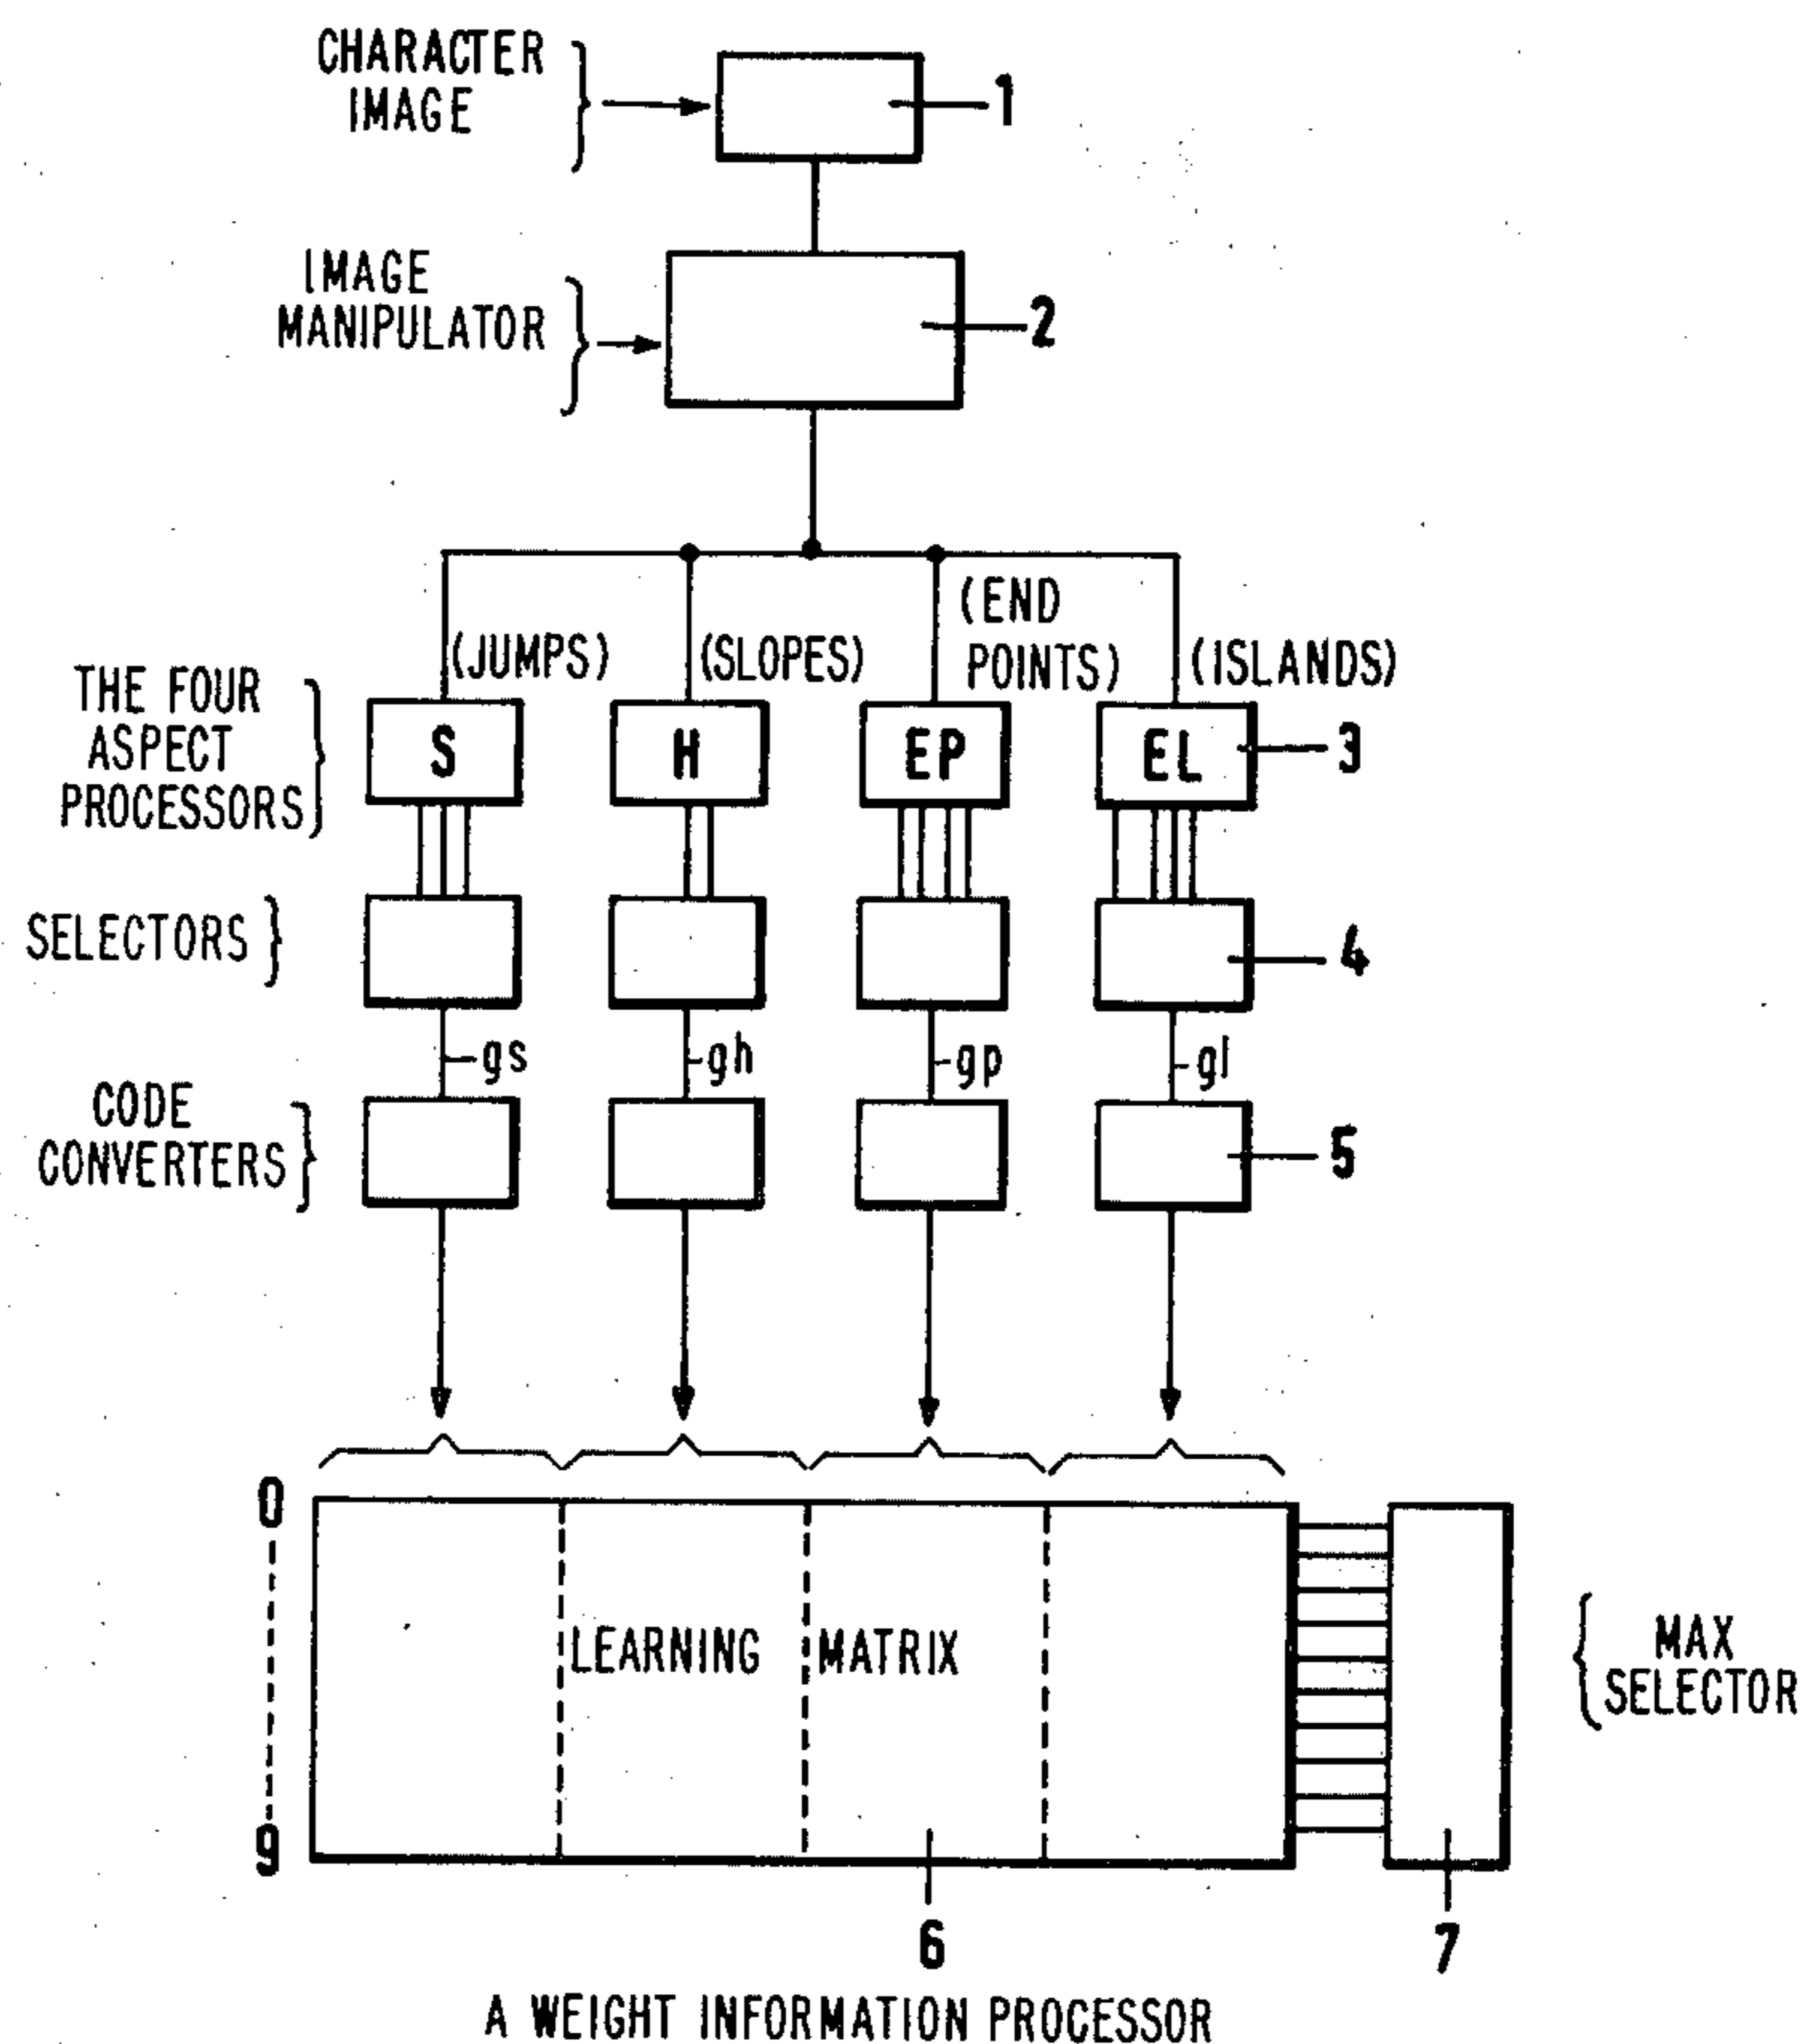 CHARACTER
IMAGE
1
IMAGE
MANIPULATOR
2
(JUMPS)
(SLOPES)
(END
POINTS)
(ISLANDS)
THE FOUR
ASPECT
PROCESSORS
S
H
EP
EL
3
SELECTORS
4
gs
gh
gp
gl
CODE
CONVERTERS
5
0
9
LEARNING MATRIX
MAX
SELECTOR
6
7
A WEIGHT INFORMATION PROCESSOR